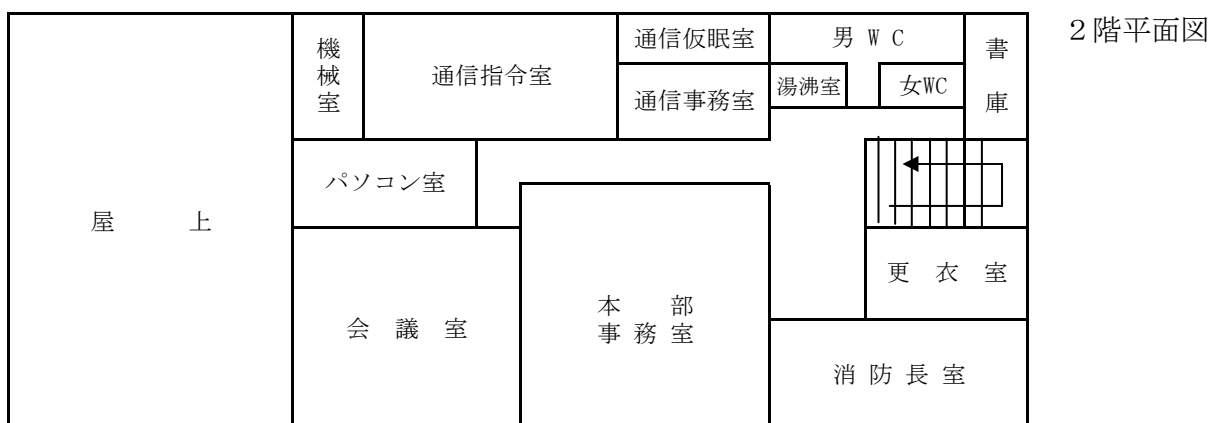 ２階平面図
機械室
通信指令室
通信仮眠室
男 W C
書庫
通信事務室
湯沸室
女WC
パソコン室
屋　　上
更 衣 室
会 議 室
本　部
事 務 室
消 防 長 室